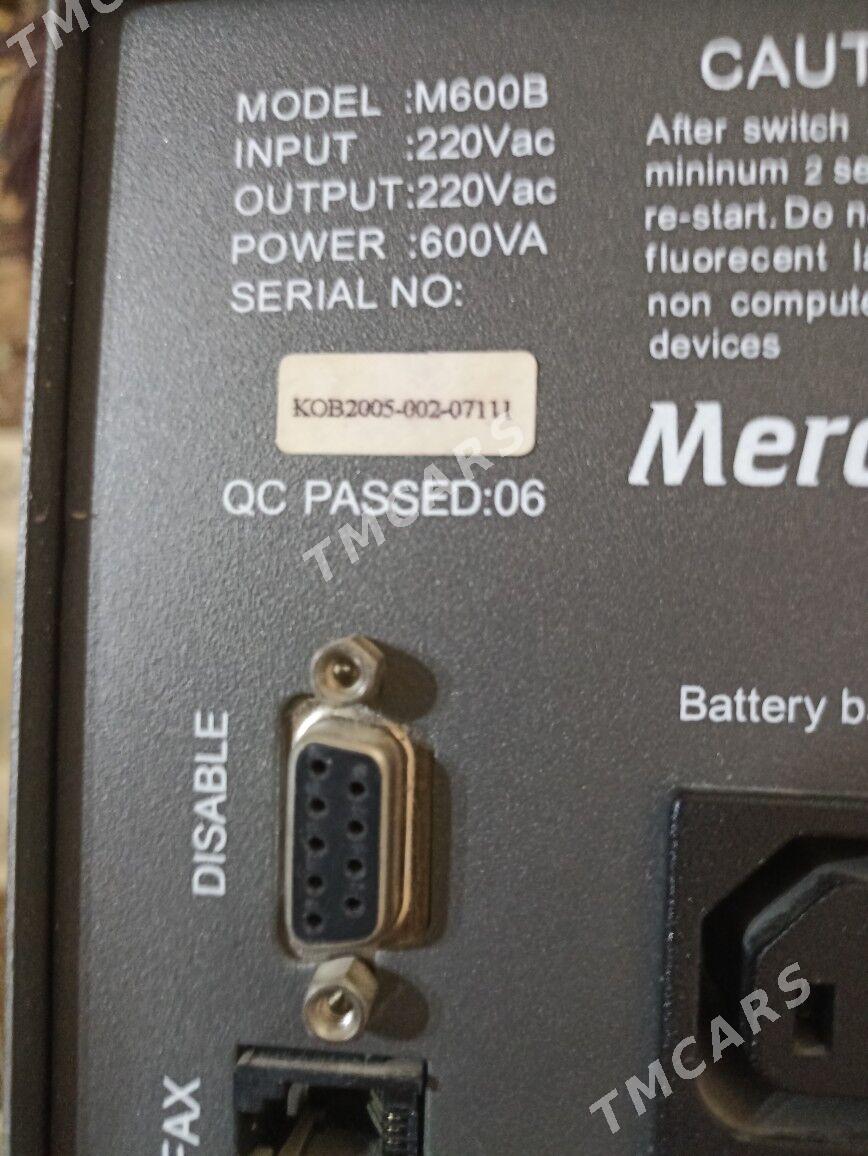 MODEL :M600B
INPUT :220Vac
OUTPUT:220Vac
POWER :600VA
SERIAL NO:
KOB2005-002-07111
QC PASSED:06
CAUT
After switch
mininum 2 se
re-start. Do n
fluorecent la
non compute
devices
Merc
Battery b
DISABLE
FAX
TMCARS
TMCARS
TMCARS